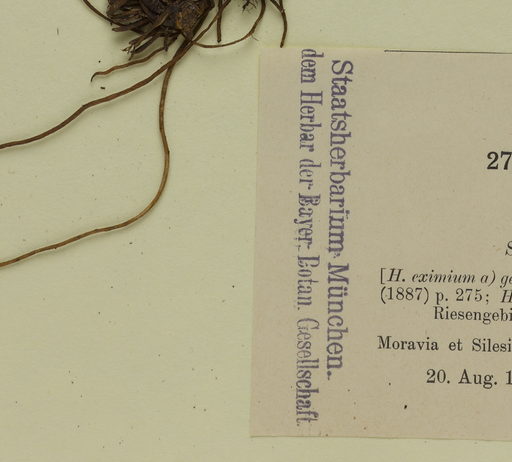 Staatsherbarium München.
dem Herbar der Bayer. Botan. Gesellschaft.
27
S
[H. eximium a) ge
(1887) p. 275; H
Riesengebi
Moravia et Silesi
20. Aug. 1